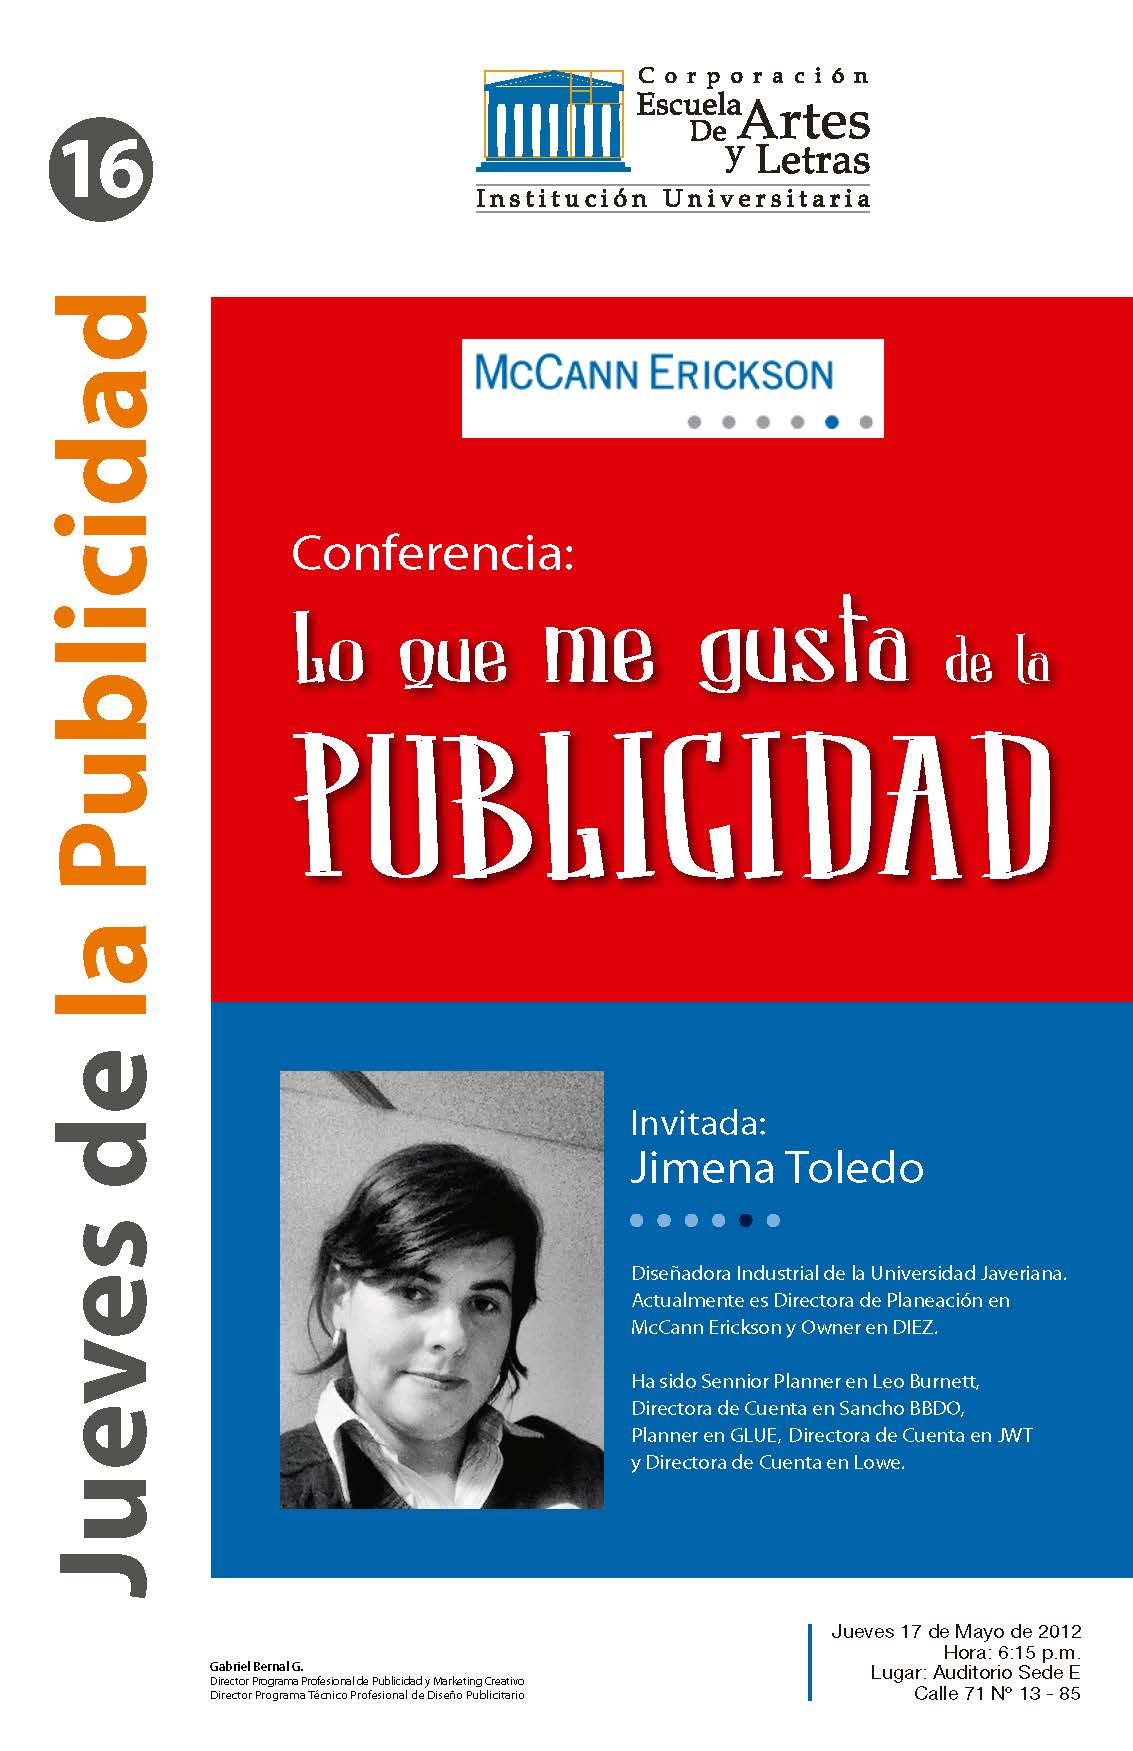 Corporación
Escuela
De Artes
y Letras
Institución Universitaria
16
Jueves de la Publicidad
McCann Erickson
Conferencia:
Lo que me gusta de la
PUBLICIDAD
Invitada:
Jimena Toledo
Diseñadora Industrial de la Universidad Javeriana.
Actualmente es Directora de Planeación en
McCann Erickson y Owner en DIEZ.
Ha sido Sennior Planner en Leo Burnett,
Directora de Cuenta en Sancho BBDO,
Planner en GLUE, Directora de Cuenta en JWT
y Directora de Cuenta en Lowe.
Gabriel Bernal G.
Director Programa Profesional de Publicidad y Marketing Creativo
Director Programa Técnico Profesional de Diseño Publicitario
Jueves 17 de Mayo de 2012
Hora: 6:15 p.m.
Lugar: Auditorio Sede E
Calle 71 Nº 13 - 85